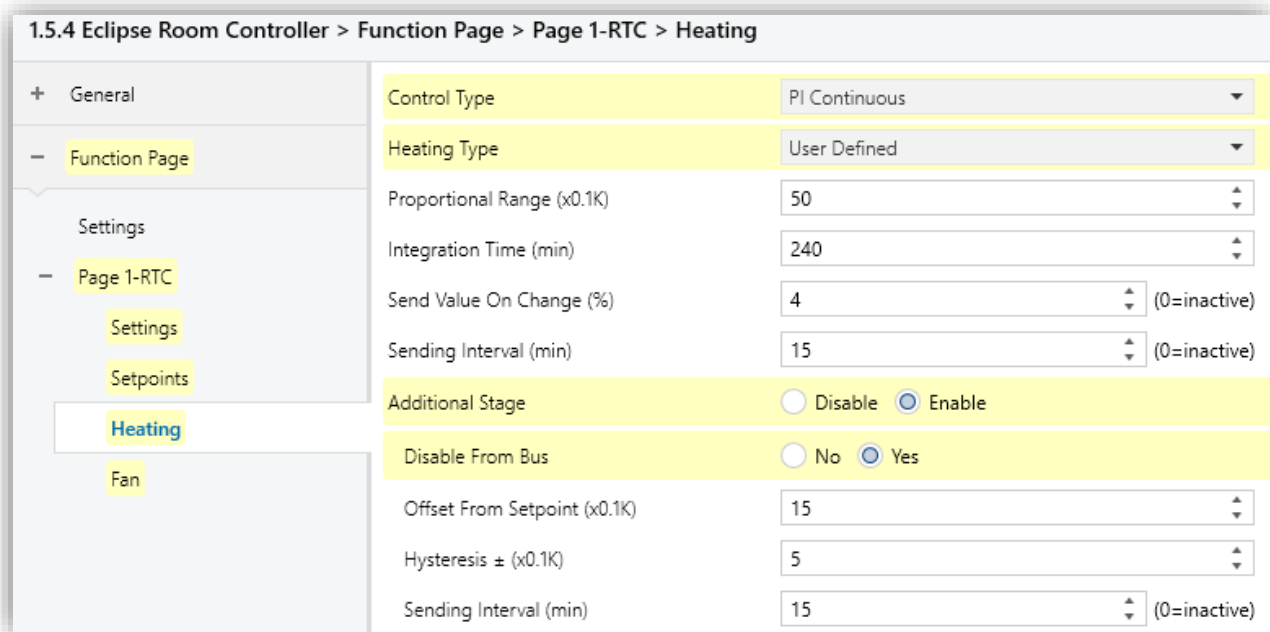 1.5.4 Eclipse Room Controller > Function Page > Page 1-RTC > Heating
+ General
− Function Page
Settings
− Page 1-RTC
Settings
Setpoints
Heating
Fan
Control Type PI Continuous
Heating Type User Defined
Proportional Range (x0.1K) 50
Integration Time (min) 240
Send Value On Change (%) 4 (0=inactive)
Sending Interval (min) 15 (0=inactive)
Additional Stage Disable Enable
Disable From Bus No Yes
Offset From Setpoint (x0.1K) 15
Hysteresis ± (x0.1K) 5
Sending Interval (min) 15 (0=inactive)